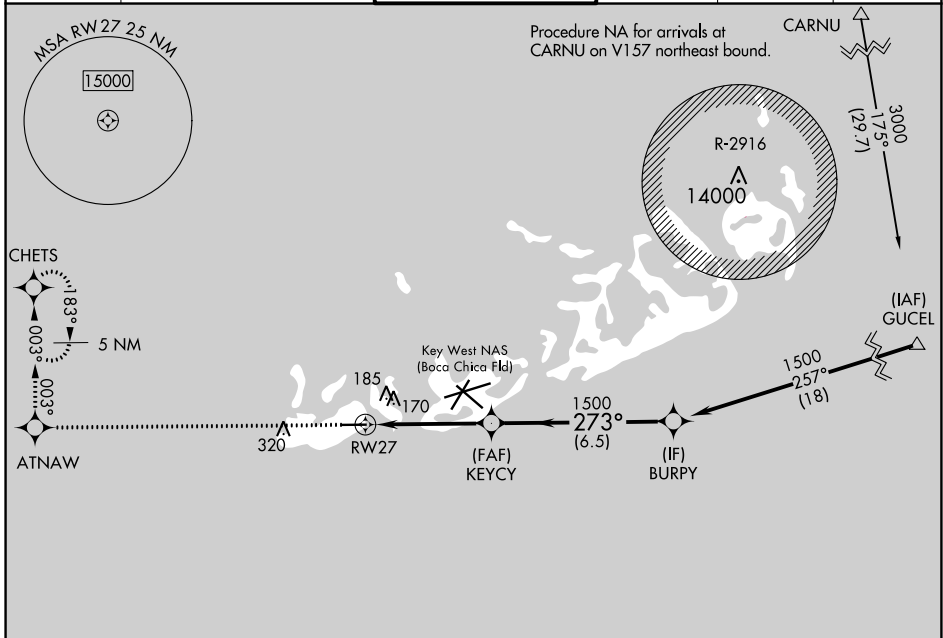 MSA RW27 25 NM
15000
Procedure NA for arrivals at
CARNU on V157 northeast bound.
CARNU
3000
175°
(29.7)
R-2916
14000
CHETS
183°
003°
5 NM
003°
ATNAW
(IAF)
GUCEL
1500
257°
(18)
Key West NAS
(Boca Chica Fld)
185
170
320
RW27
1500
273°
(6.5)
(FAF)
KEYCY
(IF)
BURPY